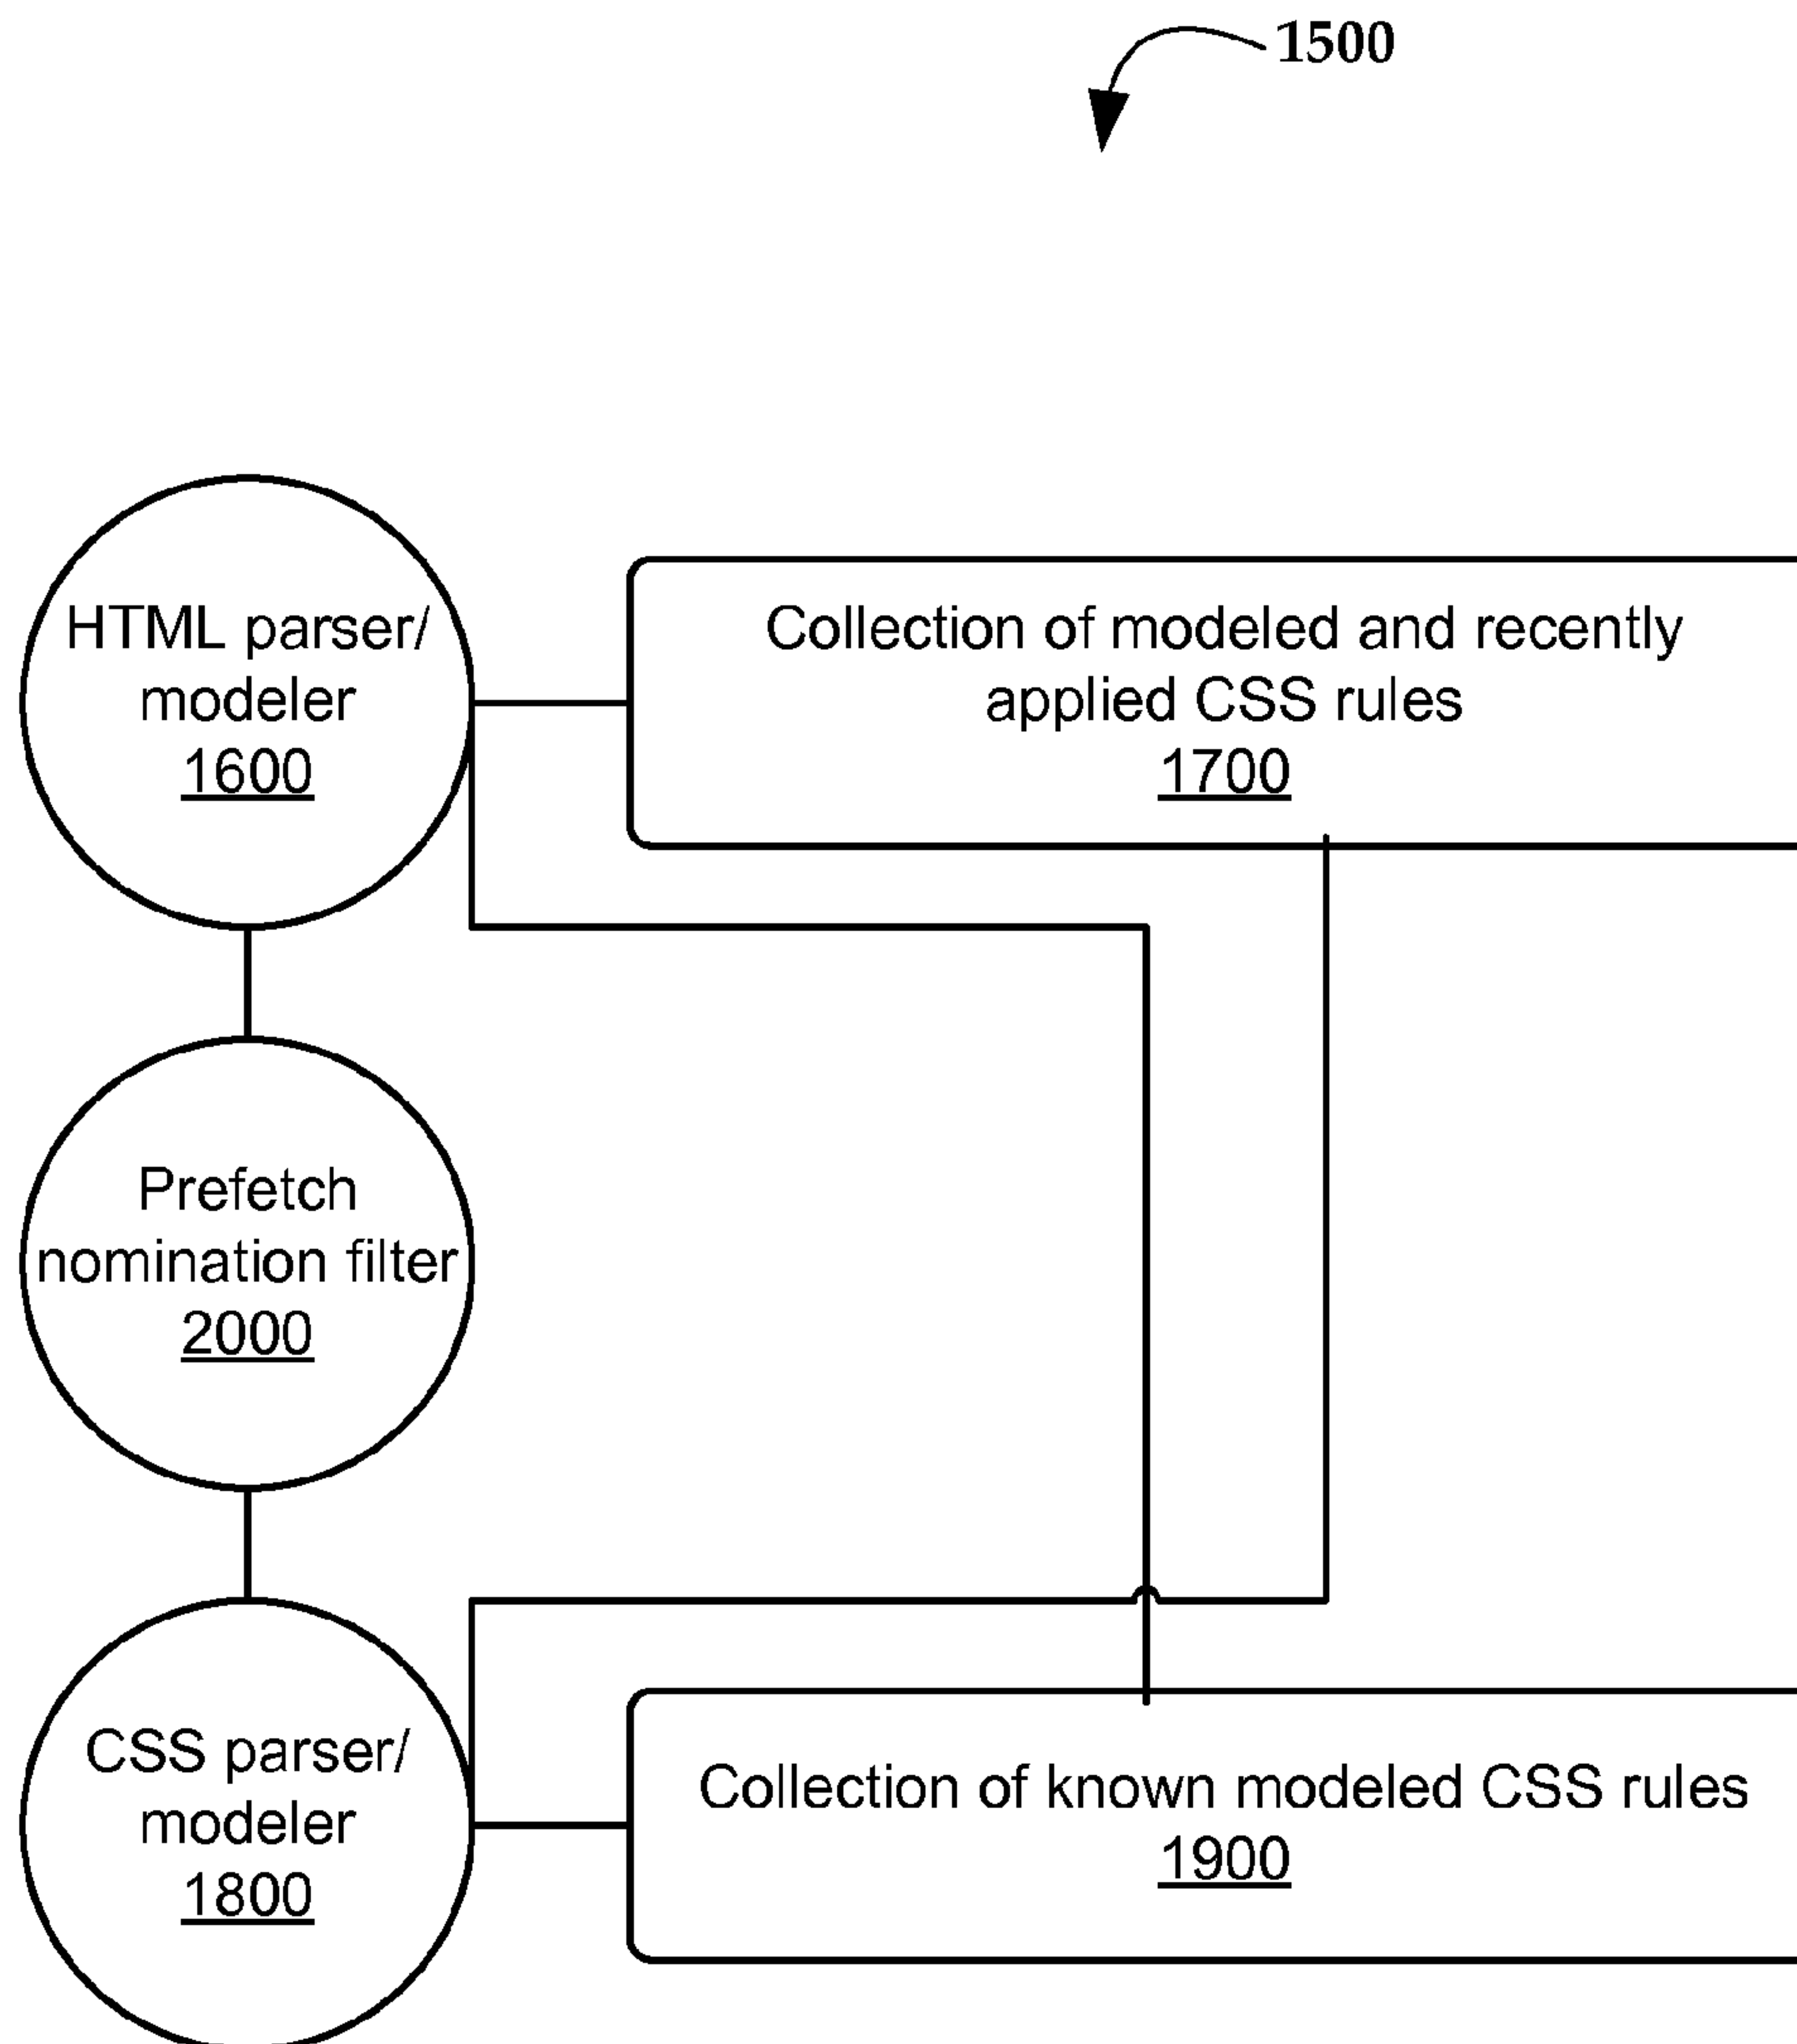 1500
HTML parser/
modeler
1600
Collection of modeled and recently
applied CSS rules
1700
Prefetch
nomination filter
2000
CSS parser/
modeler
1800
Collection of known modeled CSS rules
1900